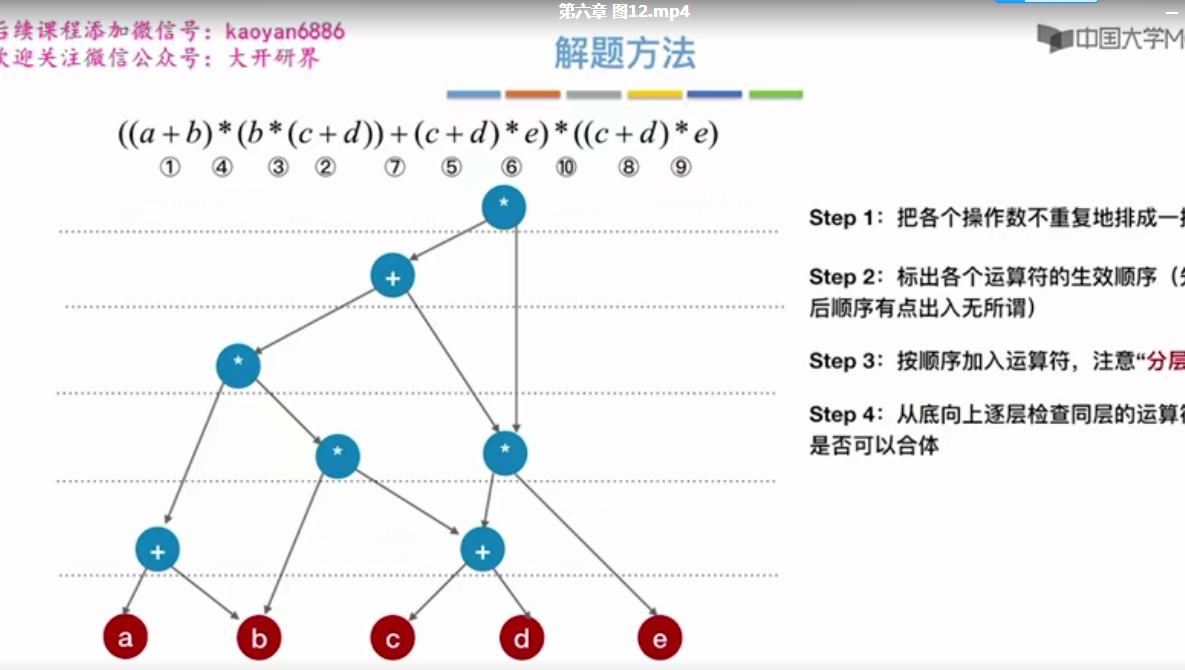 第六章 图12.mp4
后续课程添加微信号：kaoyan6886
欢迎关注微信公众号：大开研界
中国大学M
解题方法
((a+b)*(b*(c+d))+(c+d)*e)*((c+d)*e)
① ④ ③ ② ⑦ ⑤ ⑥ ⑩ ⑧ ⑨
*
+
*
*
*
+
+
a b c d e
Step 1：把各个操作数不重复地排成一
Step 2：标出各个运算符的生效顺序（
后顺序有点出入无所谓）
Step 3：按顺序加入运算符，注意“分层
Step 4：从底向上逐层检查同层的运算
是否可以合体